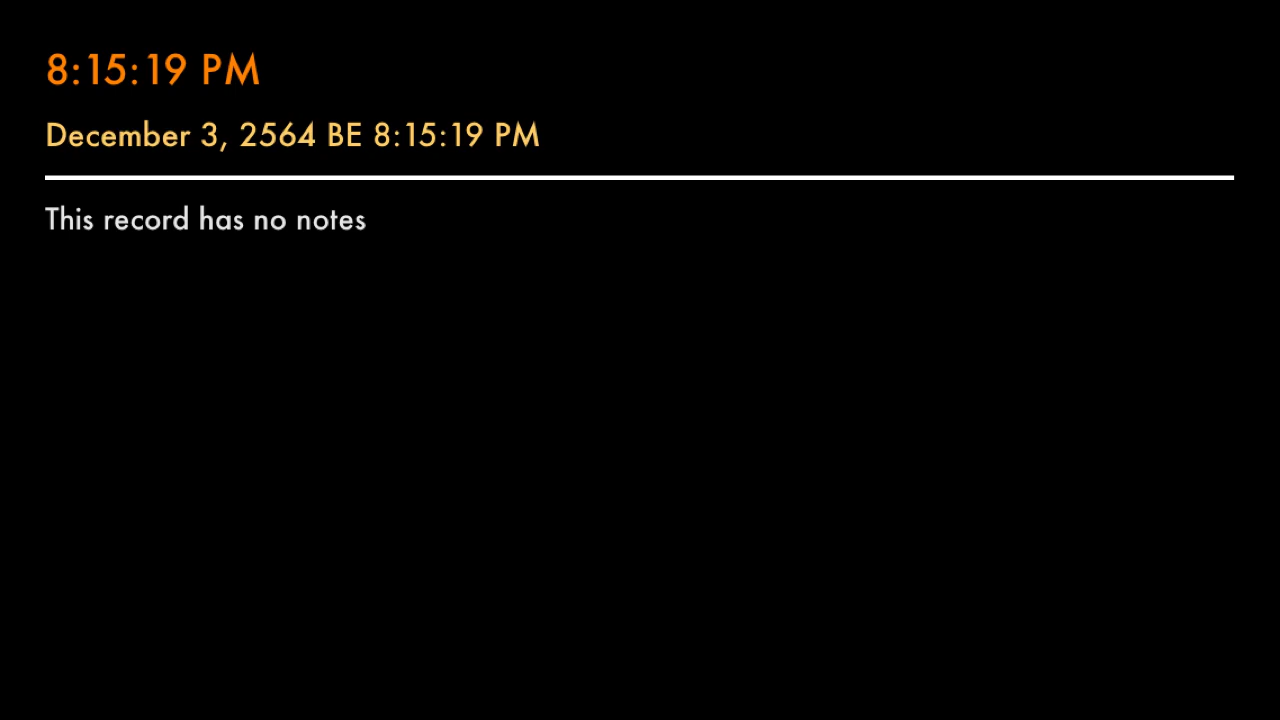 8:15:19 PM
December 3, 2564 BE 8:15:19 PM
This record has no notes